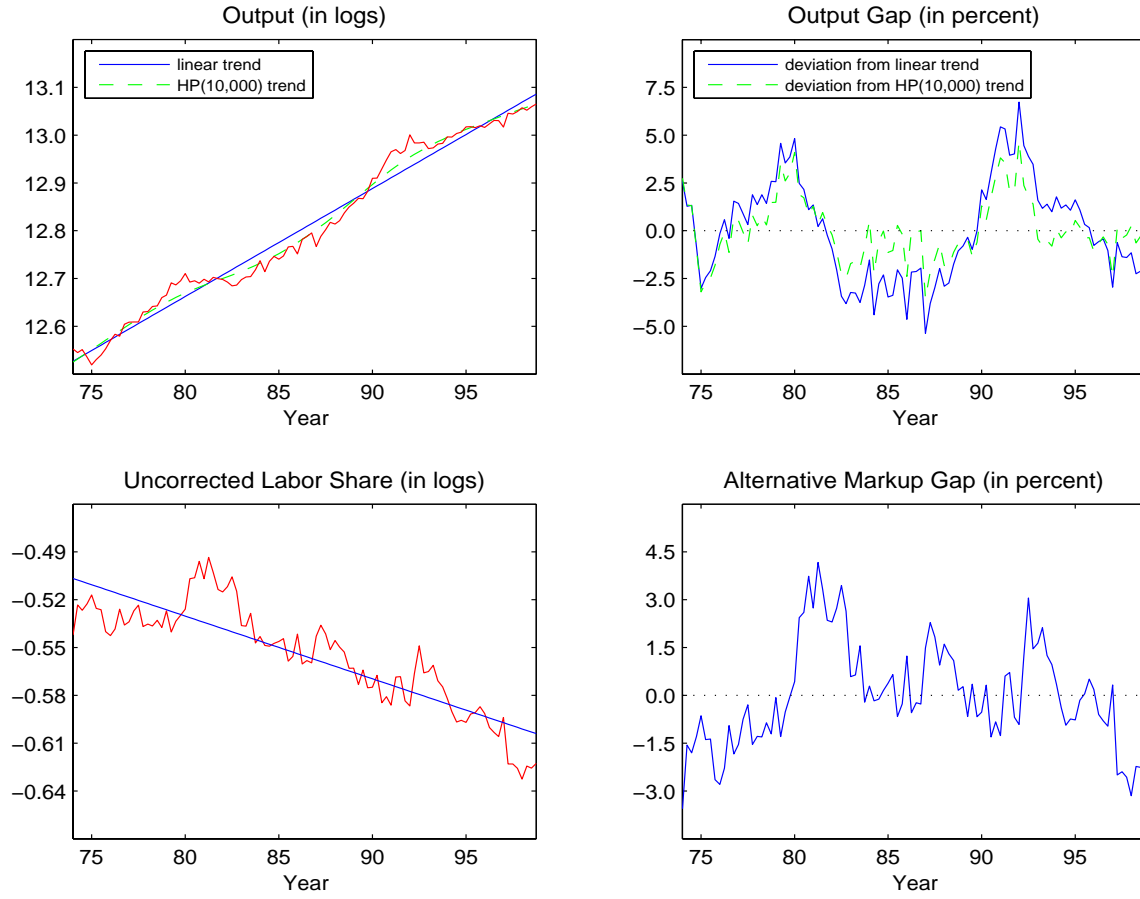 Output (in logs)
linear trend
HP(10,000) trend
13.1
13.0
12.9
12.8
12.7
12.6
75 80 85 90 95
Year
Output Gap (in percent)
deviation from linear trend
deviation from HP(10,000) trend
7.5
5.0
2.5
0.0
−2.5
−5.0
75 80 85 90 95
Year
Uncorrected Labor Share (in logs)
−0.49
−0.52
−0.55
−0.58
−0.61
−0.64
75 80 85 90 95
Year
Alternative Markup Gap (in percent)
4.5
3.0
1.5
0.0
−1.5
−3.0
75 80 85 90 95
Year